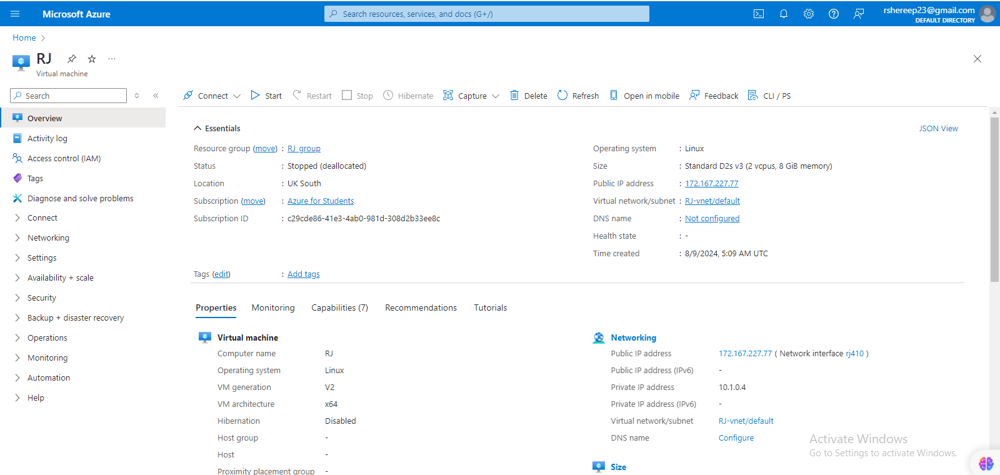 Microsoft Azure
Search resources, services, and docs (G+/)
rshereep23@gmail.com
DEFAULT DIRECTORY
Home
RJ
Virtual machine
Search
Connect Start Restart Stop Hibernate Capture Delete Refresh Open in mobile Feedback CLI / PS
Overview
Activity log
Access control (IAM)
Tags
Diagnose and solve problems
Connect
Networking
Settings
Availability + scale
Security
Backup + disaster recovery
Operations
Monitoring
Automation
Help
Essentials
JSON View
Resource group (move) : RJ_group
Status : Stopped (deallocated)
Location : UK South
Subscription (move) : Azure for Students
Subscription ID : c29cde86-41e3-4ab0-981d-308d2b33ee8c
Operating system : Linux
Size : Standard D2s v3 (2 vcpus, 8 GiB memory)
Public IP address : 172.167.227.77
Virtual network/subnet : RJ-vnet/default
DNS name : Not configured
Health state : -
Time created : 8/9/2024, 5:09 AM UTC
Tags (edit) : Add tags
Properties Monitoring Capabilities (7) Recommendations Tutorials
Virtual machine
Computer name RJ
Operating system Linux
VM generation V2
VM architecture x64
Hibernation Disabled
Host group -
Host -
Proximity placement group -
Networking
Public IP address 172.167.227.77 ( Network interface rj410 )
Public IP address (IPv6) -
Private IP address 10.1.0.4
Private IP address (IPv6) -
Virtual network/subnet RJ-vnet/default
DNS name Configure
Size
Activate Windows
Go to Settings to activate Windows.